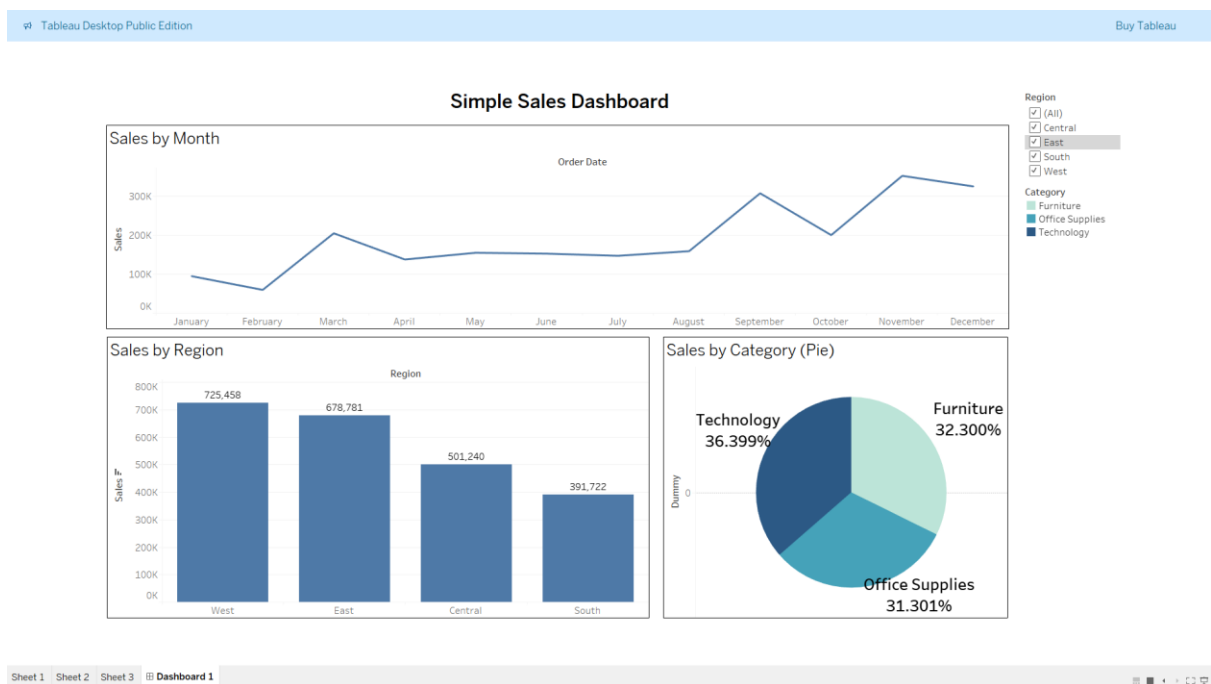 Tableau Desktop Public Edition
Buy Tableau
Simple Sales Dashboard
Sales by Month
Order Date
Sales
300K
200K
100K
0K
January February March April May June July August September October November December
Region
(All)
Central
East
South
West
Category
Furniture
Office Supplies
Technology
Sales by Region
Region
Sales
800K
700K
600K
500K
400K
300K
200K
100K
0K
725,458
678,781
501,240
391,722
West East Central South
Sales by Category (Pie)
Dummy
0
Technology
36.399%
Furniture
32.300%
Office Supplies
31.301%
Sheet 1 Sheet 2 Sheet 3 Dashboard 1